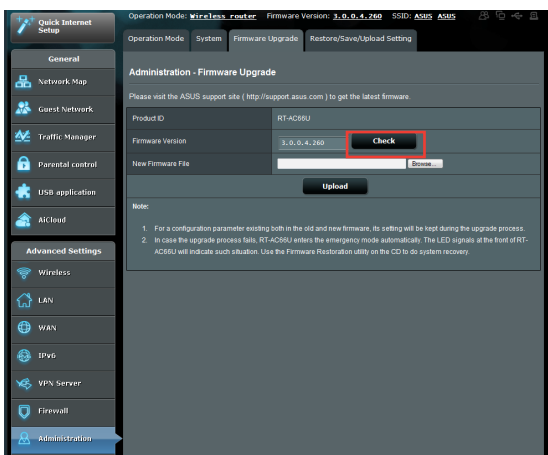 Quick Internet
Setup
Operation Mode: Wireless router Firmware Version: 3.0.0.4.260 SSID: ASUS ASUS
Operation Mode System Firmware Upgrade Restore/Save/Upload Setting
General
Network Map
Guest Network
Traffic Manager
Parental control
USB application
AiCloud
Advanced Settings
Wireless
LAN
WAN
IPv6
VPN Server
Firewall
Administration
Administration - Firmware Upgrade
Please visit the ASUS support site ( http://support.asus.com ) to get the latest firmware.
Product ID RT-AC66U
Firmware Version 3.0.0.4.260 Check
New Firmware File Browse...
Upload
Note:
1. For a configuration parameter existing both in the old and new firmware, its setting will be kept during the upgrade process.
2. In case the upgrade process fails, RT-AC66U enters the emergency mode automatically. The LED signals at the front of RT-
AC66U will indicate such situation. Use the Firmware Restoration utility on the CD to do system recovery.